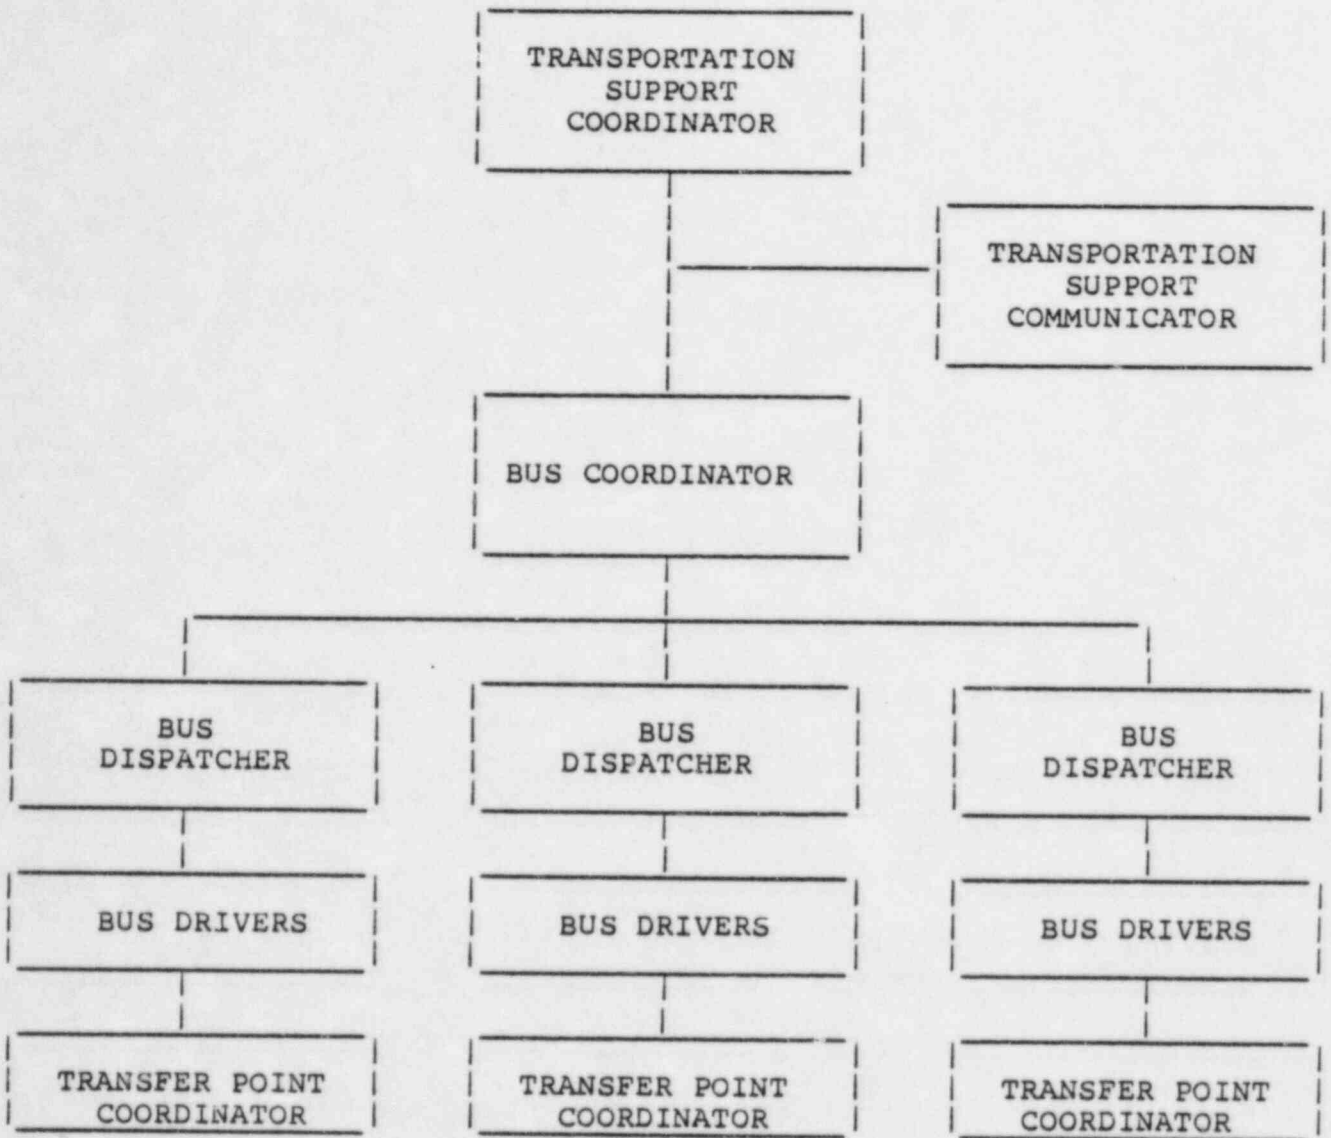 TRANSPORTATION
SUPPORT
COORDINATOR
TRANSPORTATION
SUPPORT
COMMUNICATOR
BUS COORDINATOR
BUS
DISPATCHER
BUS
DISPATCHER
BUS
DISPATCHER
BUS DRIVERS
BUS DRIVERS
BUS DRIVERS
TRANSFER POINT
COORDINATOR
TRANSFER POINT
COORDINATOR
TRANSFER POINT
COORDINATOR